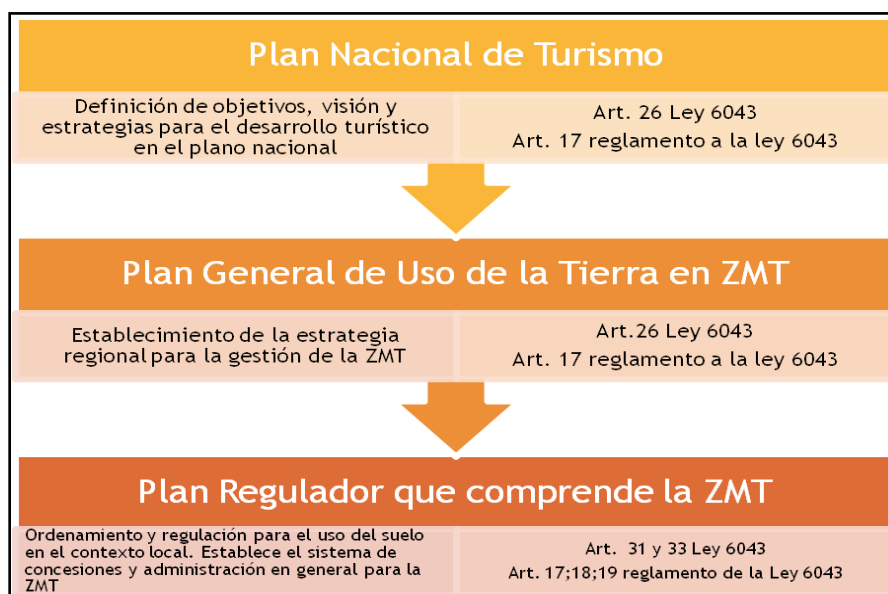 Plan Nacional de Turismo
Definición de objetivos, visión y
estrategias para el desarrollo turístico
en el plano nacional
Art. 26 Ley 6043
Art. 17 reglamento a la ley 6043
Plan General de Uso de la Tierra en ZMT
Establecimiento de la estrategia
regional para la gestión de la ZMT
Art.26 Ley 6043
Art. 17 reglamento a la ley 6043
Plan Regulador que comprende la ZMT
Ordenamiento y regulación para el uso del suelo
en el contexto local. Establece el sistema de
concesiones y administración en general para la
ZMT
Art. 31 y 33 Ley 6043
Art. 17;18;19 reglamento de la Ley 6043